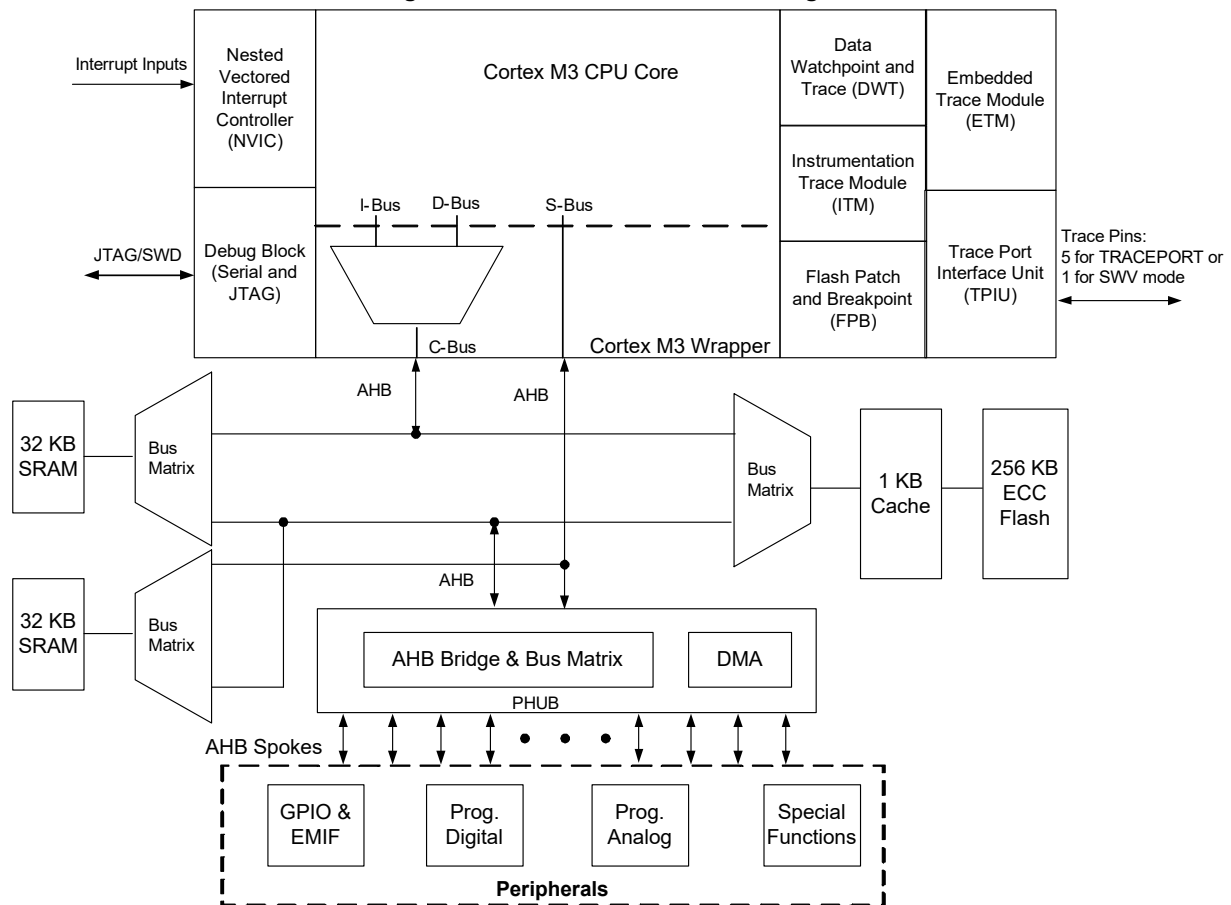 Nested
Vectored
Interrupt
Controller
(NVIC)
Interrupt Inputs
Cortex M3 CPU Core
Data
Watchpoint and
Trace (DWT)
Embedded
Trace Module
(ETM)
Instrumentation
Trace Module
(ITM)
I-Bus
D-Bus
S-Bus
JTAG/SWD
Debug Block
(Serial and
JTAG)
Flash Patch
and Breakpoint
(FPB)
Trace Port
Interface Unit
(TPIU)
Trace Pins:
5 for TRACEPORT or
1 for SWV mode
C-Bus
Cortex M3 Wrapper
AHB
AHB
32 KB
SRAM
Bus
Matrix
Bus
Matrix
1 KB
Cache
256 KB
ECC
Flash
AHB
32 KB
SRAM
Bus
Matrix
AHB Bridge & Bus Matrix
DMA
PHUB
AHB Spokes
GPIO &
EMIF
Prog.
Digital
Prog.
Analog
Special
Functions
Peripherals